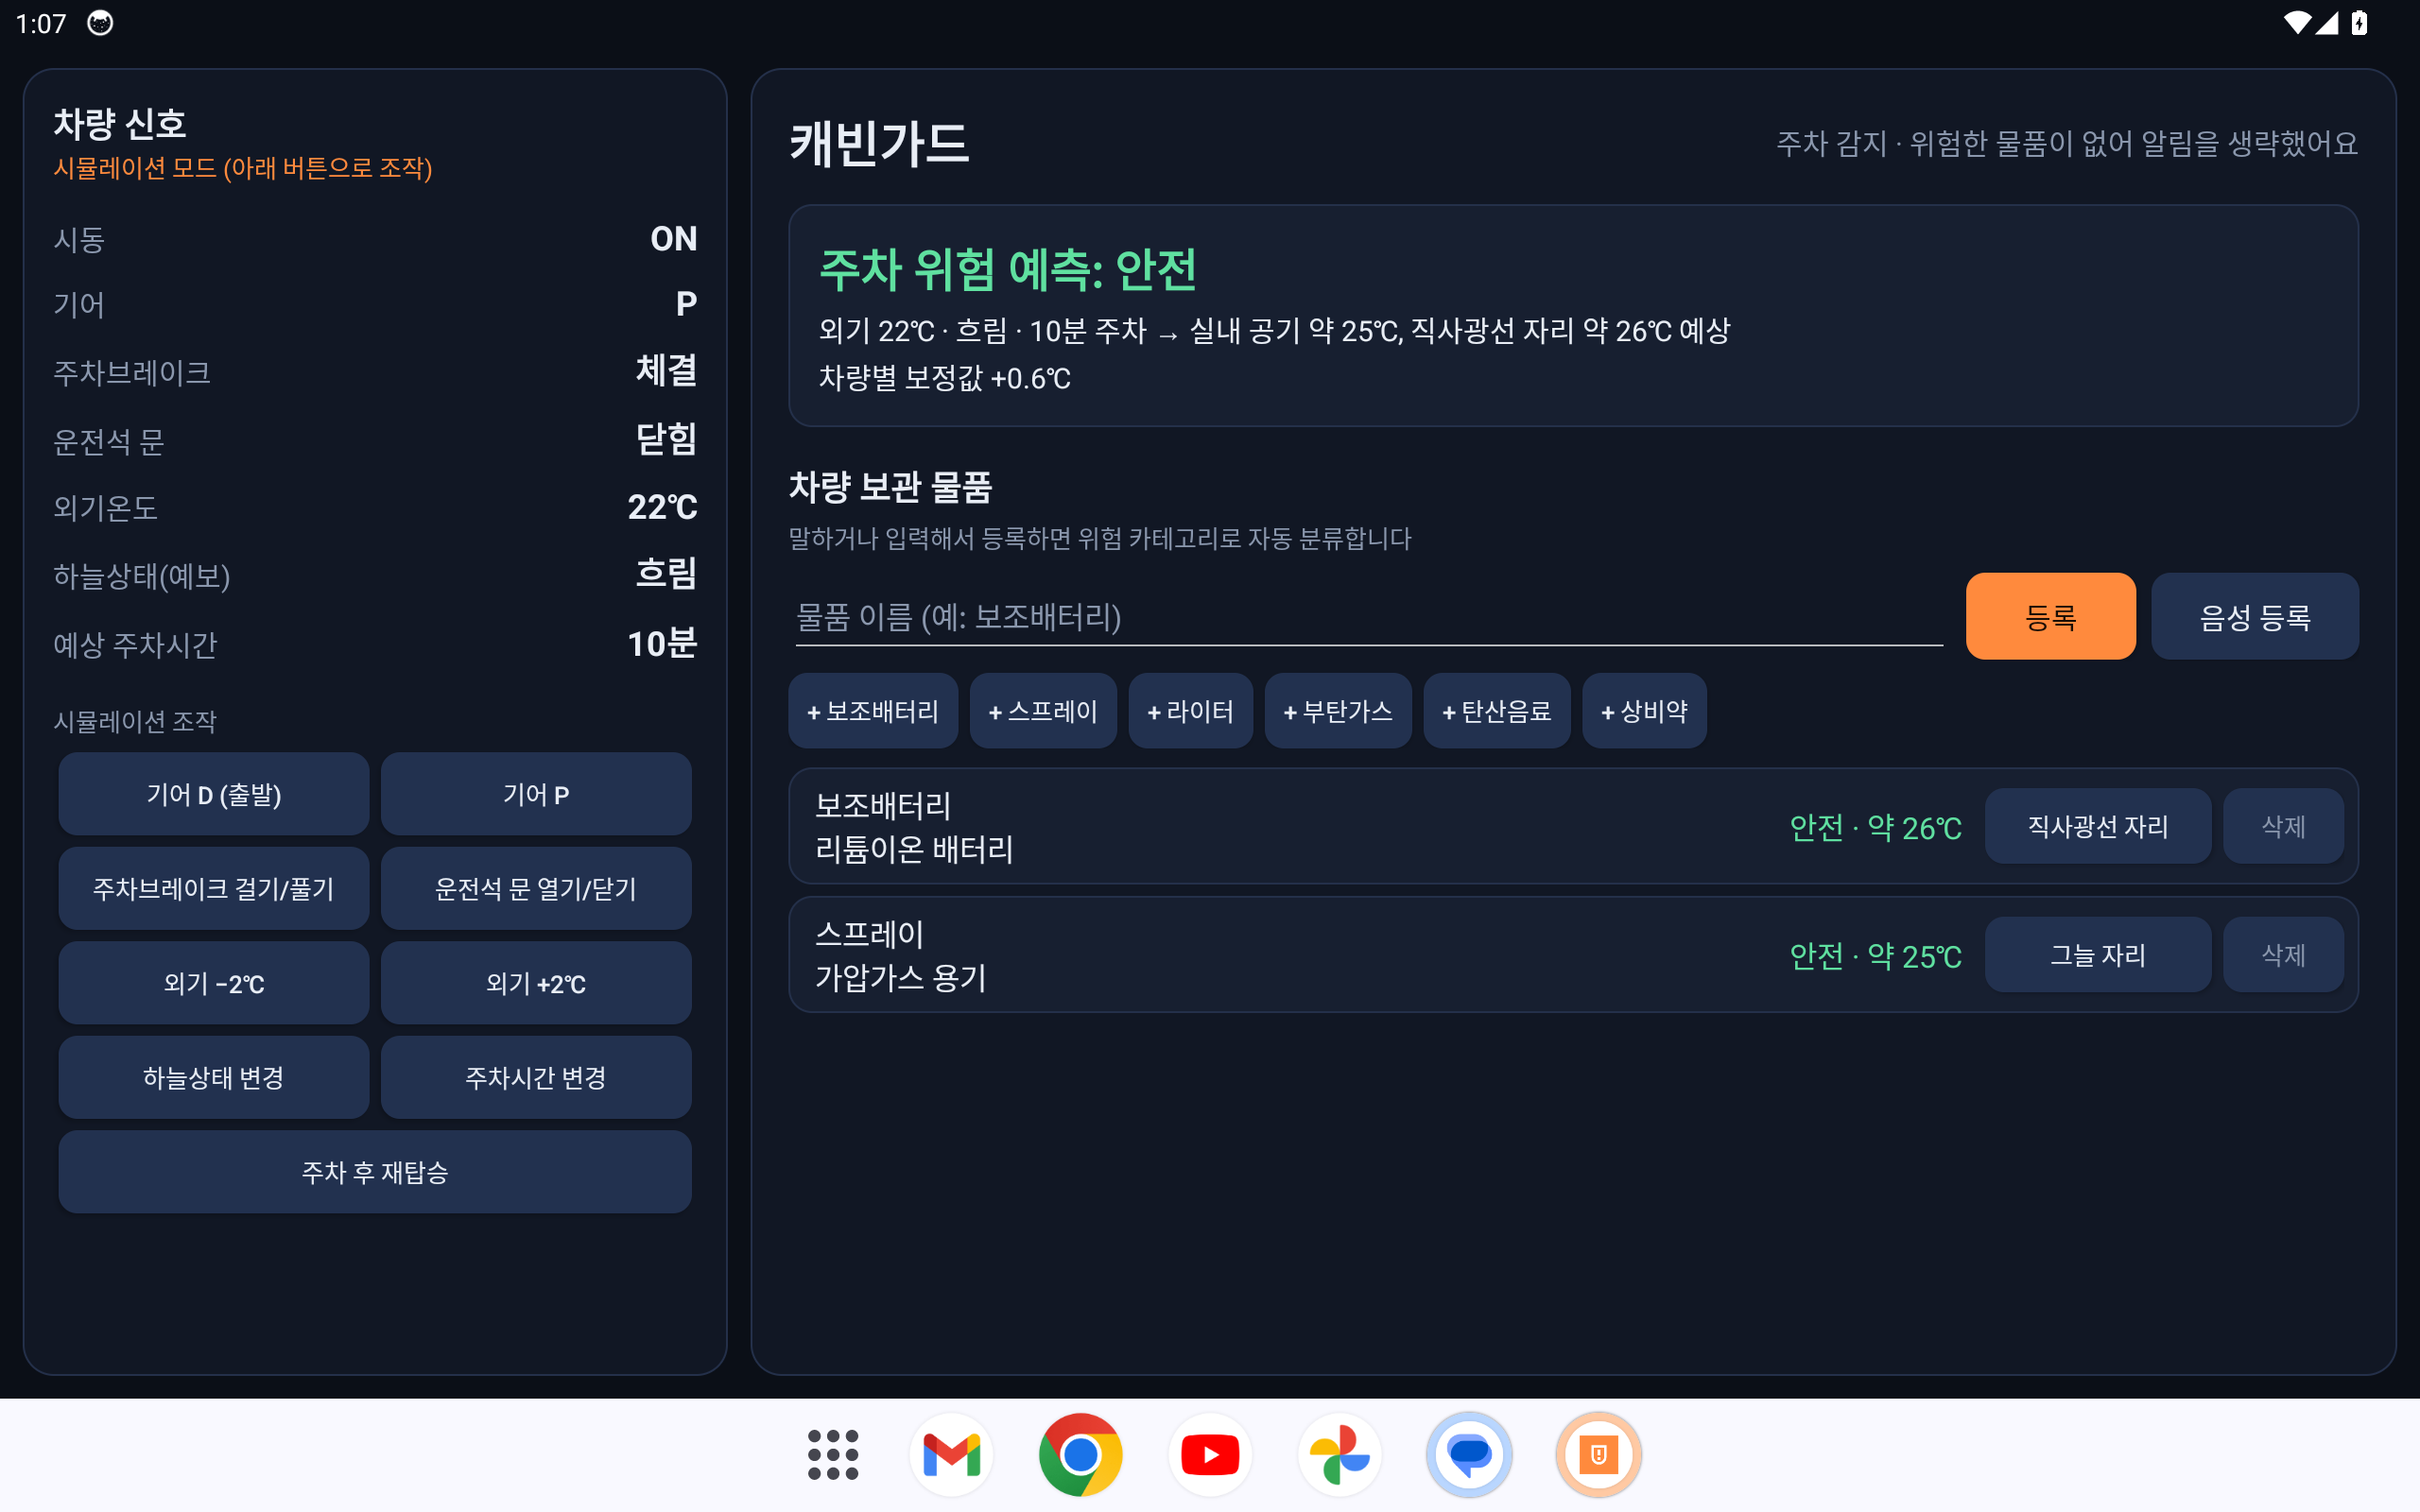 1:07
차량 신호
시뮬레이션 모드 (아래 버튼으로 조작)
시동 ON
기어 P
주차브레이크 체결
운전석 문 닫힘
외기온도 22℃
하늘상태(예보) 흐림
예상 주차시간 10분
시뮬레이션 조작
기어 D (출발) 기어 P
주차브레이크 걸기/풀기 운전석 문 열기/닫기
외기 −2℃ 외기 +2℃
하늘상태 변경 주차시간 변경
주차 후 재탑승
캐빈가드 주차 감지 · 위험한 물품이 없어 알림을 생략했어요
주차 위험 예측: 안전
외기 22℃ · 흐림 · 10분 주차 → 실내 공기 약 25℃, 직사광선 자리 약 26℃ 예상
차량별 보정값 +0.6℃
차량 보관 물품
말하거나 입력해서 등록하면 위험 카테고리로 자동 분류합니다
물품 이름 (예: 보조배터리) 등록 음성 등록
+ 보조배터리 + 스프레이 + 라이터 + 부탄가스 + 탄산음료 + 상비약
보조배터리
리튬이온 배터리
안전 · 약 26℃ 직사광선 자리 삭제
스프레이
가압가스 용기
안전 · 약 25℃ 그늘 자리 삭제